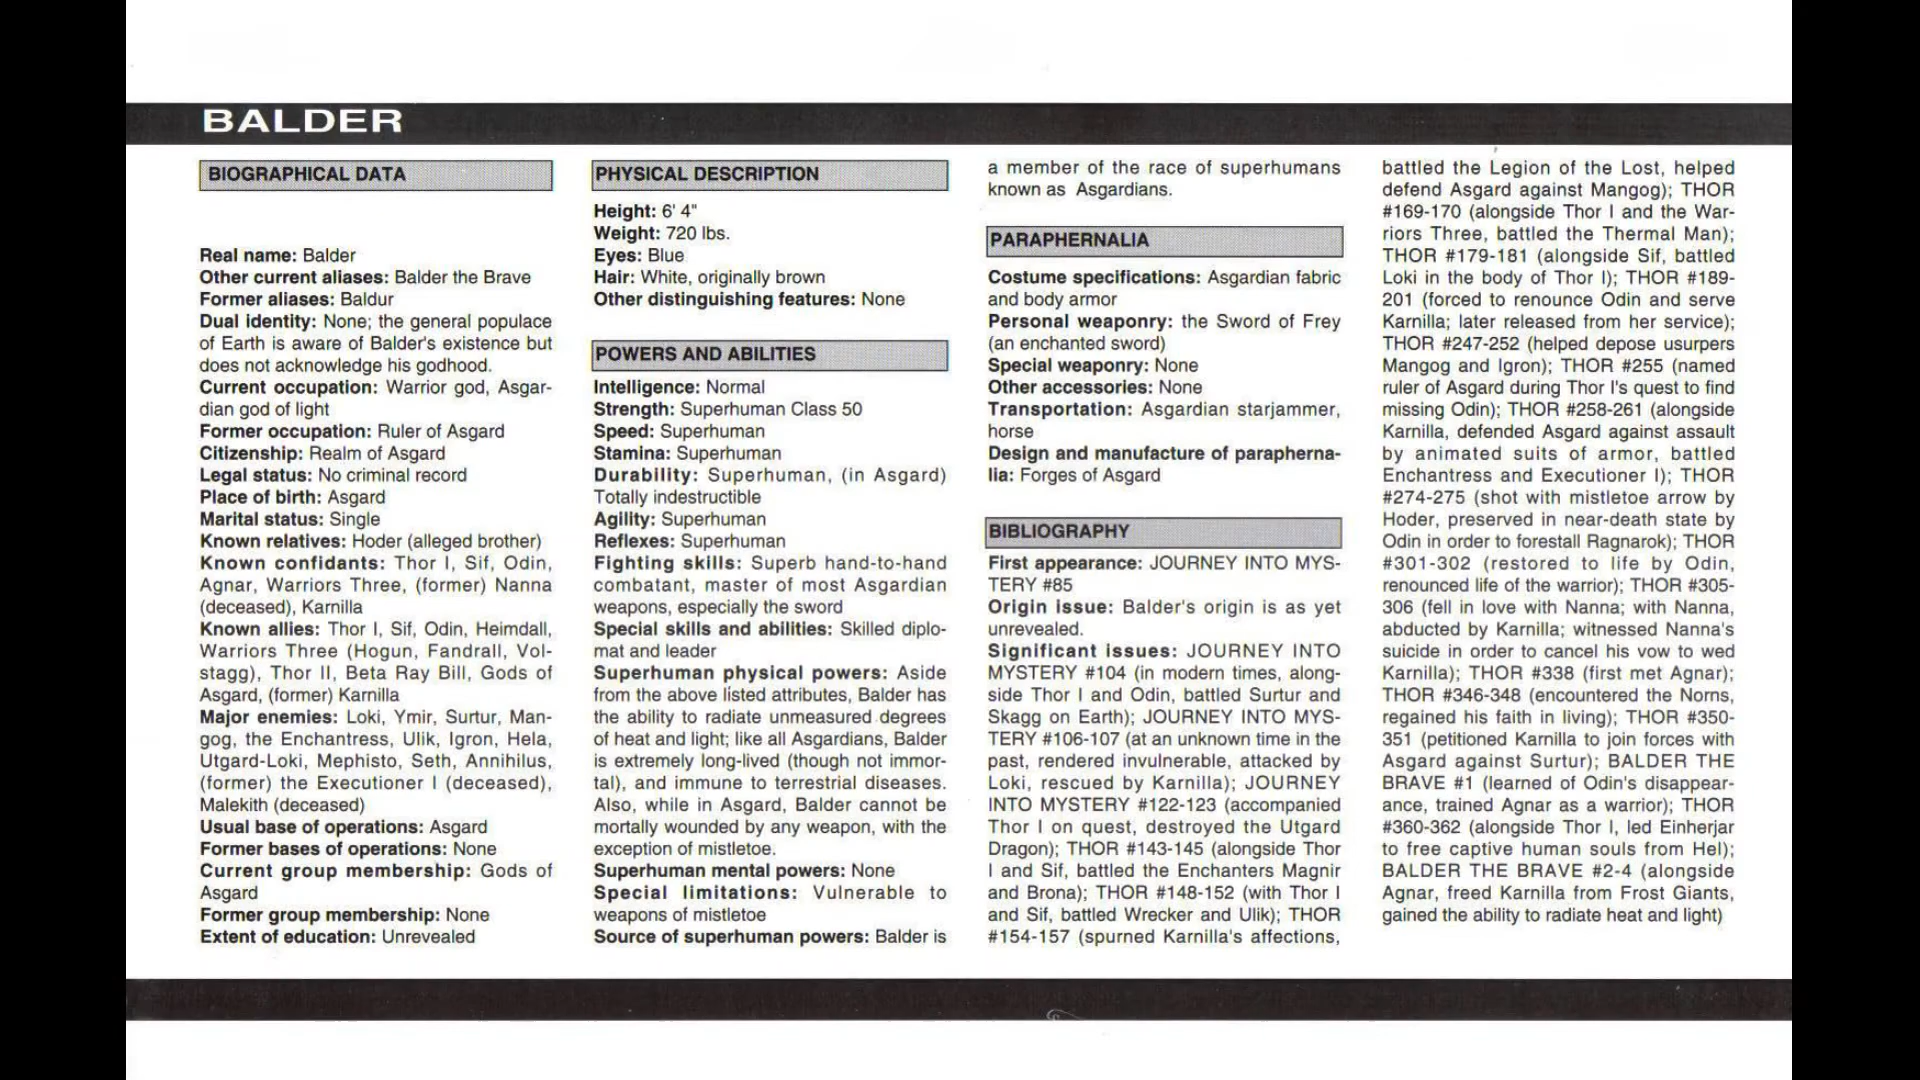 BALDER
BIOGRAPHICAL DATA
Real name: Balder
Other current aliases: Balder the Brave
Former aliases: Baldur
Dual identity: None; the general populace
of Earth is aware of Balder's existence but
does not acknowledge his godhood.
Current occupation: Warrior god, Asgar-
dian god of light
Former occupation: Ruler of Asgard
Citizenship: Realm of Asgard
Legal status: No criminal record
Place of birth: Asgard
Marital status: Single
Known relatives: Hoder (alleged brother)
Known confidants: Thor I, Sif, Odin,
Agnar, Warriors Three, (former) Nanna
(deceased), Karnilla
Known allies: Thor I, Sif, Odin, Heimdall,
Warriors Three (Hogun, Fandrall, Vol-
stagg), Thor II, Beta Ray Bill, Gods of
Asgard, (former) Karnilla
Major enemies: Loki, Ymir, Surtur, Man-
gog, the Enchantress, Ulik, Igron, Hela,
Utgard-Loki, Mephisto, Seth, Annihilus,
(former) the Executioner I (deceased),
Malekith (deceased)
Usual base of operations: Asgard
Former bases of operations: None
Current group membership: Gods of
Asgard
Former group membership: None
Extent of education: Unrevealed
PHYSICAL DESCRIPTION
Height: 6' 4"
Weight: 720 lbs.
Eyes: Blue
Hair: White, originally brown
Other distinguishing features: None
POWERS AND ABILITIES
Intelligence: Normal
Strength: Superhuman Class 50
Speed: Superhuman
Stamina: Superhuman
Durability: Superhuman, (in Asgard)
Totally indestructible
Agility: Superhuman
Reflexes: Superhuman
Fighting skills: Superb hand-to-hand
combatant, master of most Asgardian
weapons, especially the sword
Special skills and abilities: Skilled diplo-
mat and leader
Superhuman physical powers: Aside
from the above listed attributes, Balder has
the ability to radiate unmeasured degrees
of heat and light; like all Asgardians, Balder
is extremely long-lived (though not immor-
tal), and immune to terrestrial diseases.
Also, while in Asgard, Balder cannot be
mortally wounded by any weapon, with the
exception of mistletoe.
Superhuman mental powers: None
Special limitations: Vulnerable to
weapons of mistletoe
Source of superhuman powers: Balder is
a member of the race of superhumans
known as Asgardians.
PARAPHERNALIA
Costume specifications: Asgardian fabric
and body armor
Personal weaponry: the Sword of Frey
(an enchanted sword)
Special weaponry: None
Other accessories: None
Transportation: Asgardian starjammer,
horse
Design and manufacture of parapherna-
lia: Forges of Asgard
BIBLIOGRAPHY
First appearance: JOURNEY INTO MYS-
TERY #85
Origin issue: Balder's origin is as yet
unrevealed.
Significant issues: JOURNEY INTO
MYSTERY #104 (in modern times, along-
side Thor I and Odin, battled Surtur and
Skagg on Earth); JOURNEY INTO MYS-
TERY #106-107 (at an unknown time in the
past, rendered invulnerable, attacked by
Loki, rescued by Karnilla); JOURNEY
INTO MYSTERY #122-123 (accompanied
Thor I on quest, destroyed the Utgard
Dragon); THOR #143-145 (alongside Thor
I and Sif, battled the Enchanters Magnir
and Brona); THOR #148-152 (with Thor I
and Sif, battled Wrecker and Ulik); THOR
#154-157 (spurned Karnilla's affections,
battled the Legion of the Lost, helped
defend Asgard against Mangog); THOR
#169-170 (alongside Thor I and the War-
riors Three, battled the Thermal Man);
THOR #179-181 (alongside Sif, battled
Loki in the body of Thor I); THOR #189-
201 (forced to renounce Odin and serve
Karnilla; later released from her service);
THOR #247-252 (helped depose usurpers
Mangog and Igron); THOR #255 (named
ruler of Asgard during Thor I's quest to find
missing Odin); THOR #258-261 (alongside
Karnilla, defended Asgard against assault
by animated suits of armor, battled
Enchantress and Executioner I); THOR
#274-275 (shot with mistletoe arrow by
Hoder, preserved in near-death state by
Odin in order to forestall Ragnarok); THOR
#301-302 (restored to life by Odin,
renounced life of the warrior); THOR #305-
306 (fell in love with Nanna; with Nanna,
abducted by Karnilla; witnessed Nanna's
suicide in order to cancel his vow to wed
Karnilla); THOR #338 (first met Agnar);
THOR #346-348 (encountered the Norns,
regained his faith in living); THOR #350-
351 (petitioned Karnilla to join forces with
Asgard against Surtur); BALDER THE
BRAVE #1 (learned of Odin's disappear-
ance, trained Agnar as a warrior); THOR
#360-362 (alongside Thor I, led Einherjar
to free captive human souls from Hel);
BALDER THE BRAVE #2-4 (alongside
Agnar, freed Karnilla from Frost Giants,
gained the ability to radiate heat and light)